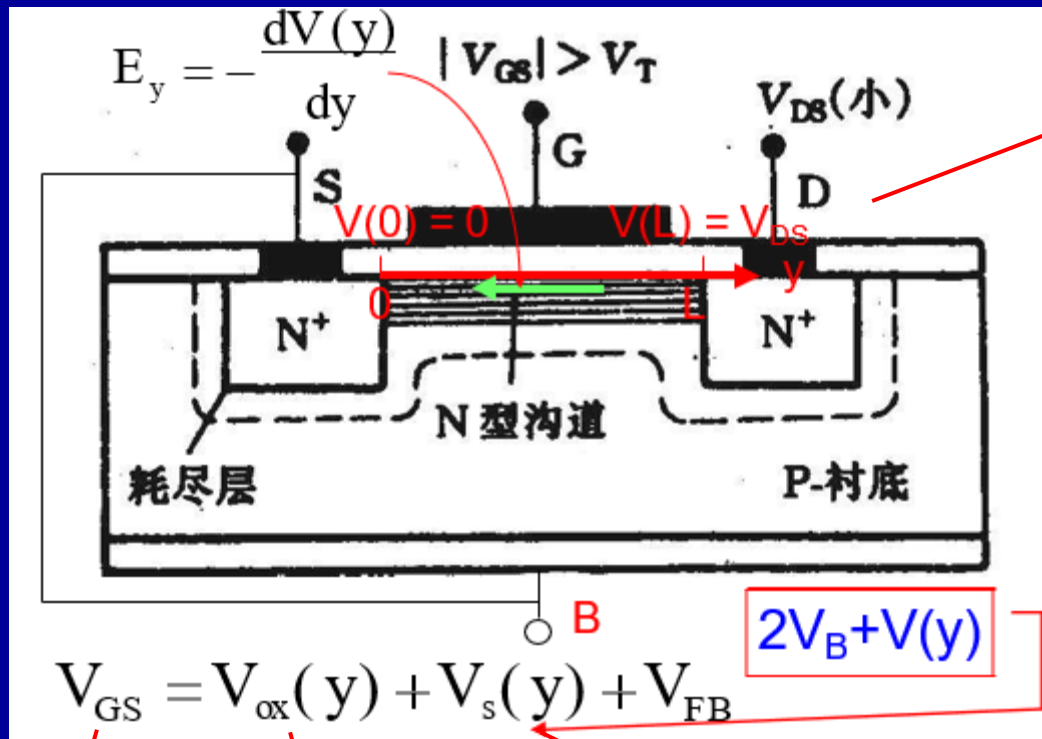 E_y = - dV(y)/dy
|V_GS| > V_T
V_DS(小)
G
S
D
V(0) = 0
V(L) = V_DS
y
0
L
N⁺
N⁺
N 型沟道
耗尽层
P-衬底
B
2V_B+V(y)
V_GS = V_ox(y) + V_s(y) + V_FB